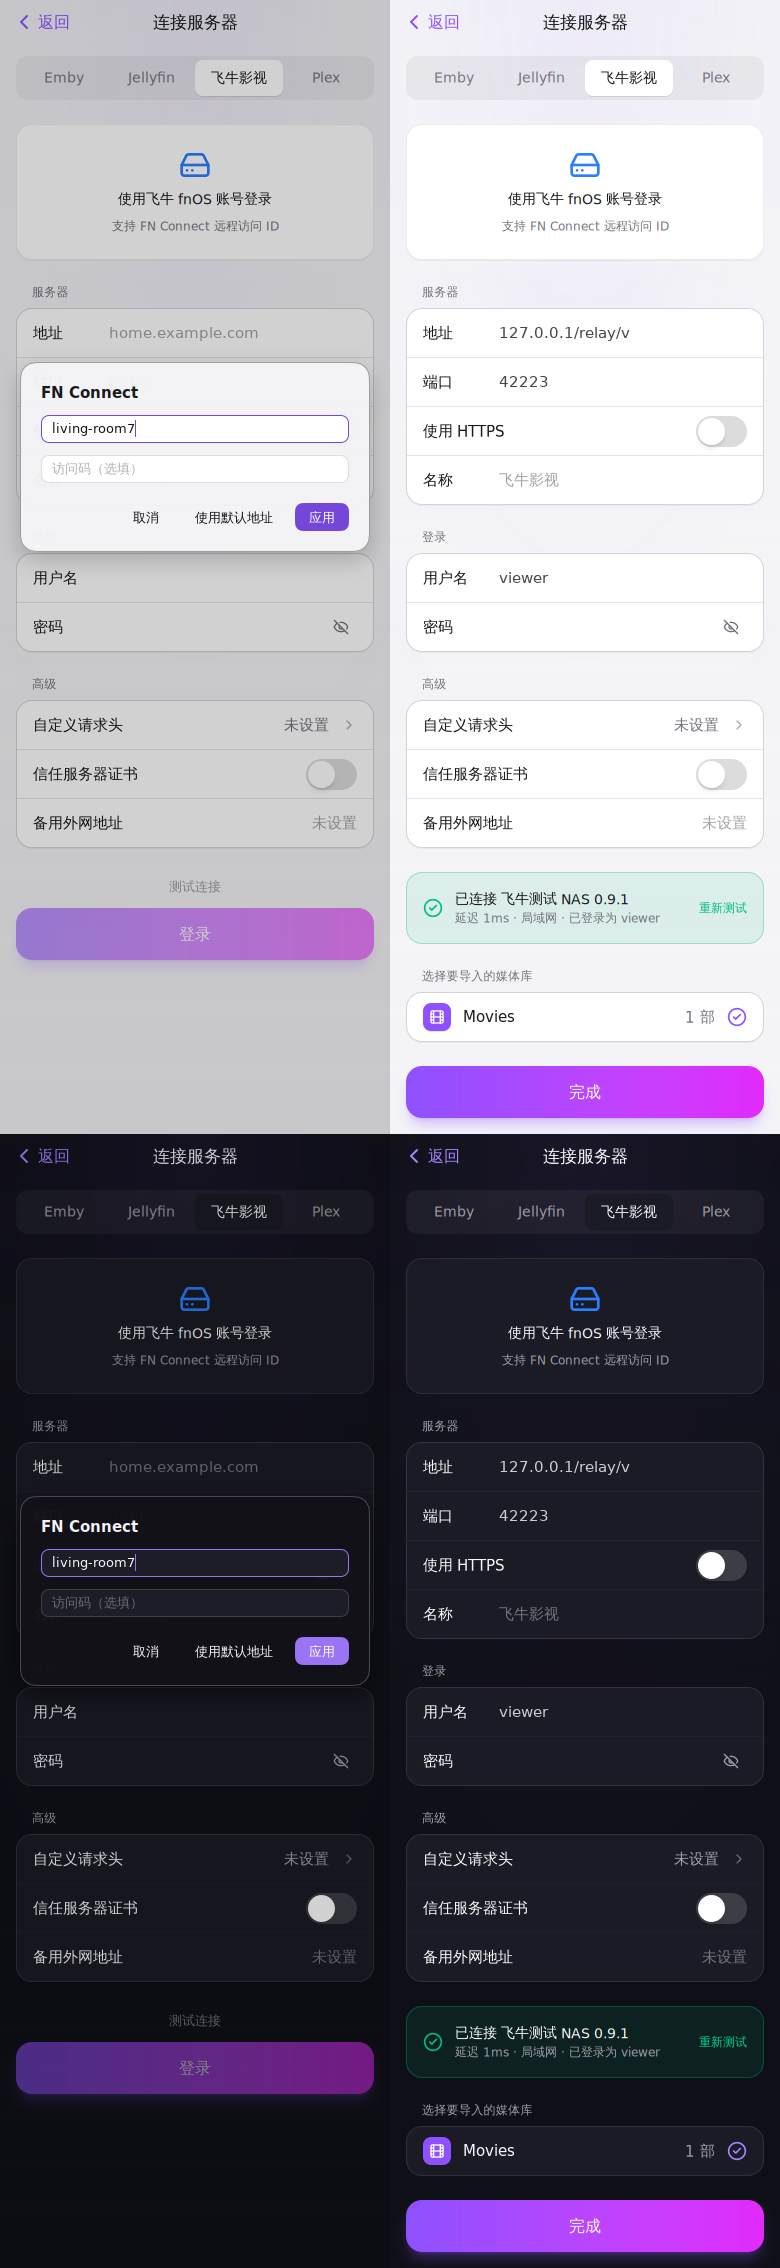 返回
连接服务器
Emby
Jellyfin
飞牛影视
Plex
使用飞牛 fnOS 账号登录
支持 FN Connect 远程访问 ID
服务器
地址
home.example.com
FN Connect
living-room7
访问码（选填）
取消
使用默认地址
应用
用户名
密码
高级
自定义请求头
未设置
信任服务器证书
备用外网地址
未设置
测试连接
登录
返回
连接服务器
Emby
Jellyfin
飞牛影视
Plex
使用飞牛 fnOS 账号登录
支持 FN Connect 远程访问 ID
服务器
地址
127.0.0.1/relay/v
端口
42223
使用 HTTPS
名称
飞牛影视
登录
用户名
viewer
密码
高级
自定义请求头
未设置
信任服务器证书
备用外网地址
未设置
已连接 飞牛测试 NAS 0.9.1
延迟 1ms · 局域网 · 已登录为 viewer
重新测试
选择要导入的媒体库
Movies
1 部
完成
返回
连接服务器
Emby
Jellyfin
飞牛影视
Plex
使用飞牛 fnOS 账号登录
支持 FN Connect 远程访问 ID
服务器
地址
home.example.com
FN Connect
living-room7
访问码（选填）
取消
使用默认地址
应用
用户名
密码
高级
自定义请求头
未设置
信任服务器证书
备用外网地址
未设置
测试连接
登录
返回
连接服务器
Emby
Jellyfin
飞牛影视
Plex
使用飞牛 fnOS 账号登录
支持 FN Connect 远程访问 ID
服务器
地址
127.0.0.1/relay/v
端口
42223
使用 HTTPS
名称
飞牛影视
登录
用户名
viewer
密码
高级
自定义请求头
未设置
信任服务器证书
备用外网地址
未设置
已连接 飞牛测试 NAS 0.9.1
延迟 1ms · 局域网 · 已登录为 viewer
重新测试
选择要导入的媒体库
Movies
1 部
完成